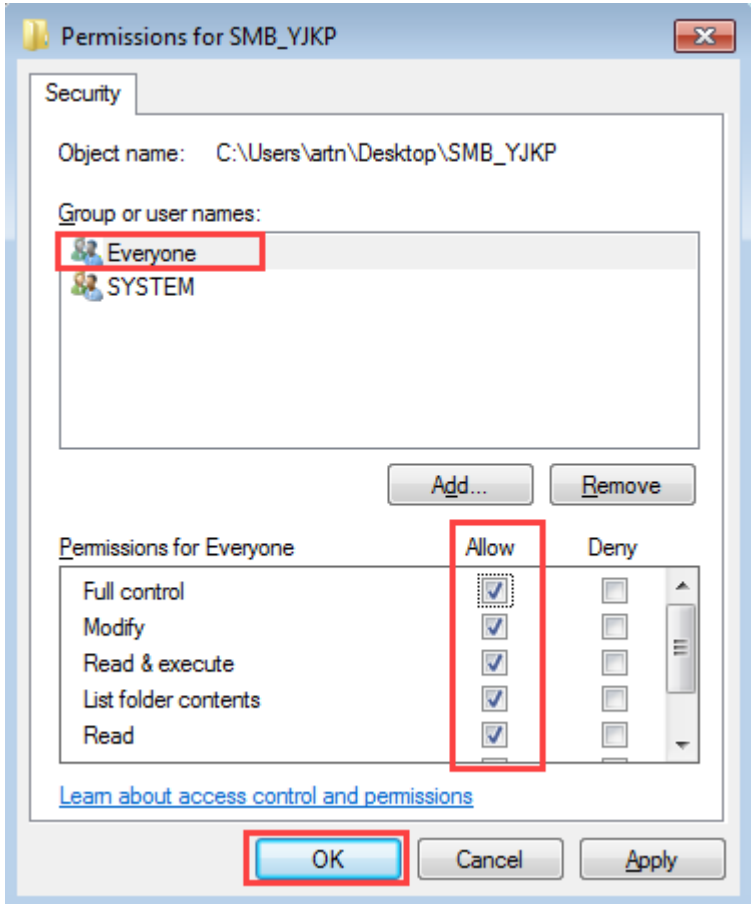 Permissions for SMB_YJKP
Security
Object name: C:\Users\artn\Desktop\SMB_YJKP
Group or user names:
Everyone
SYSTEM
Add...
Remove
Permissions for Everyone Allow Deny
Full control
Modify
Read & execute
List folder contents
Read
Learn about access control and permissions
OK Cancel Apply